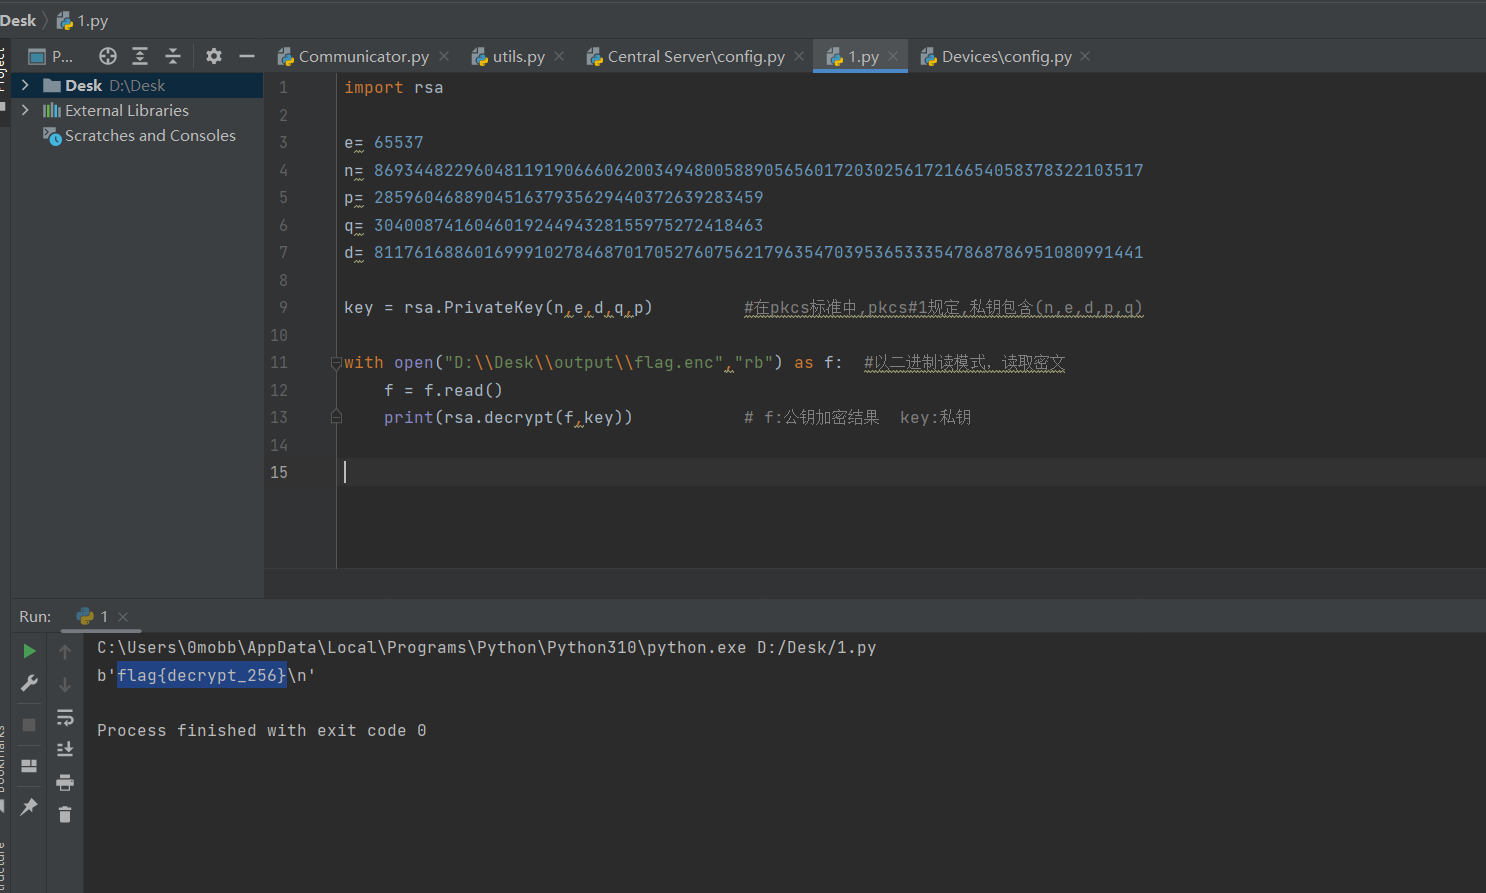 Desk 1.py
P... Communicator.py utils.py Central Server\config.py 1.py Devices\config.py
Desk D:\Desk
External Libraries
Scratches and Consoles
1 import rsa
2
3 e= 65537
4 n= 86934482296048119190666062003494800588905656017203025617216654058378322103517
5 p= 285960468890451637935629440372639283459
6 q= 304008741604601924494328155975272418463
7 d= 81176168860169991027846870170527607562179635470395365333547868786951080991441
8
9 key = rsa.PrivateKey(n,e,d,q,p) #在pkcs标准中,pkcs#1规定,私钥包含(n,e,d,p,q)
10
11 with open("D:\\Desk\\output\\flag.enc","rb") as f: #以二进制读模式，读取密文
12 f = f.read()
13 print(rsa.decrypt(f,key)) # f:公钥加密结果 key:私钥
14
15
Run: 1
C:\Users\0mobb\AppData\Local\Programs\Python\Python310\python.exe D:/Desk/1.py
b'flag{decrypt_256}\n'
Process finished with exit code 0